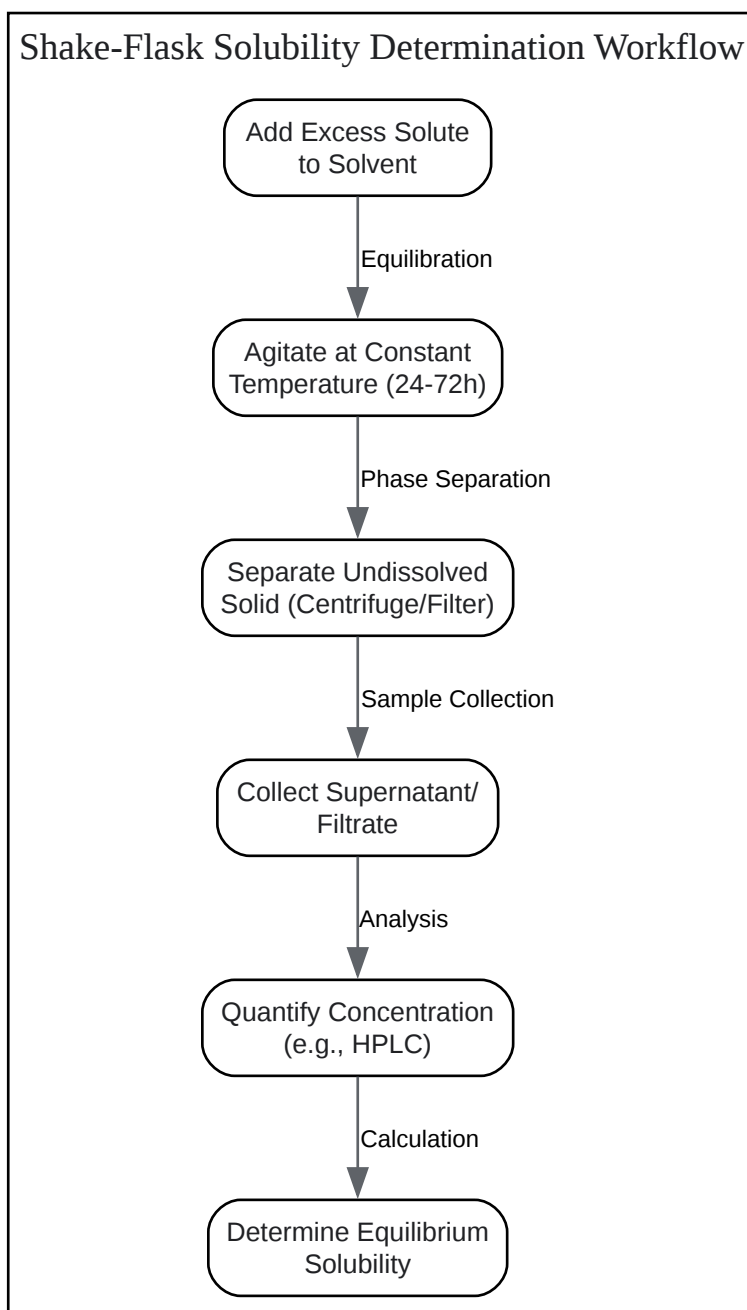 Shake-Flask Solubility Determination Workflow
Add Excess Solute
to Solvent
Equilibration
Agitate at Constant
Temperature (24-72h)
Phase Separation
Separate Undissolved
Solid (Centrifuge/Filter)
Sample Collection
Collect Supernatant/
Filtrate
Analysis
Quantify Concentration
(e.g., HPLC)
Calculation
Determine Equilibrium
Solubility